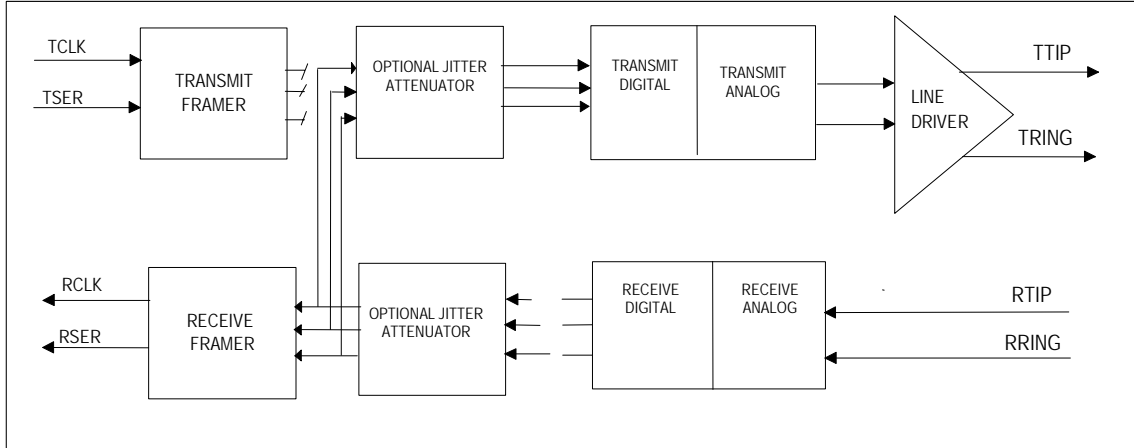 TCLK
TSER
TRANSMIT
FRAMER
OPTIONAL JITTER
ATTENUATOR
TRANSMIT
DIGITAL
TRANSMIT
ANALOG
LINE
DRIVER
TTIP
TRING
RCLK
RSER
RECEIVE
FRAMER
OPTIONAL JITTER
ATTENUATOR
RECEIVE
DIGITAL
RECEIVE
ANALOG
RTIP
RRING